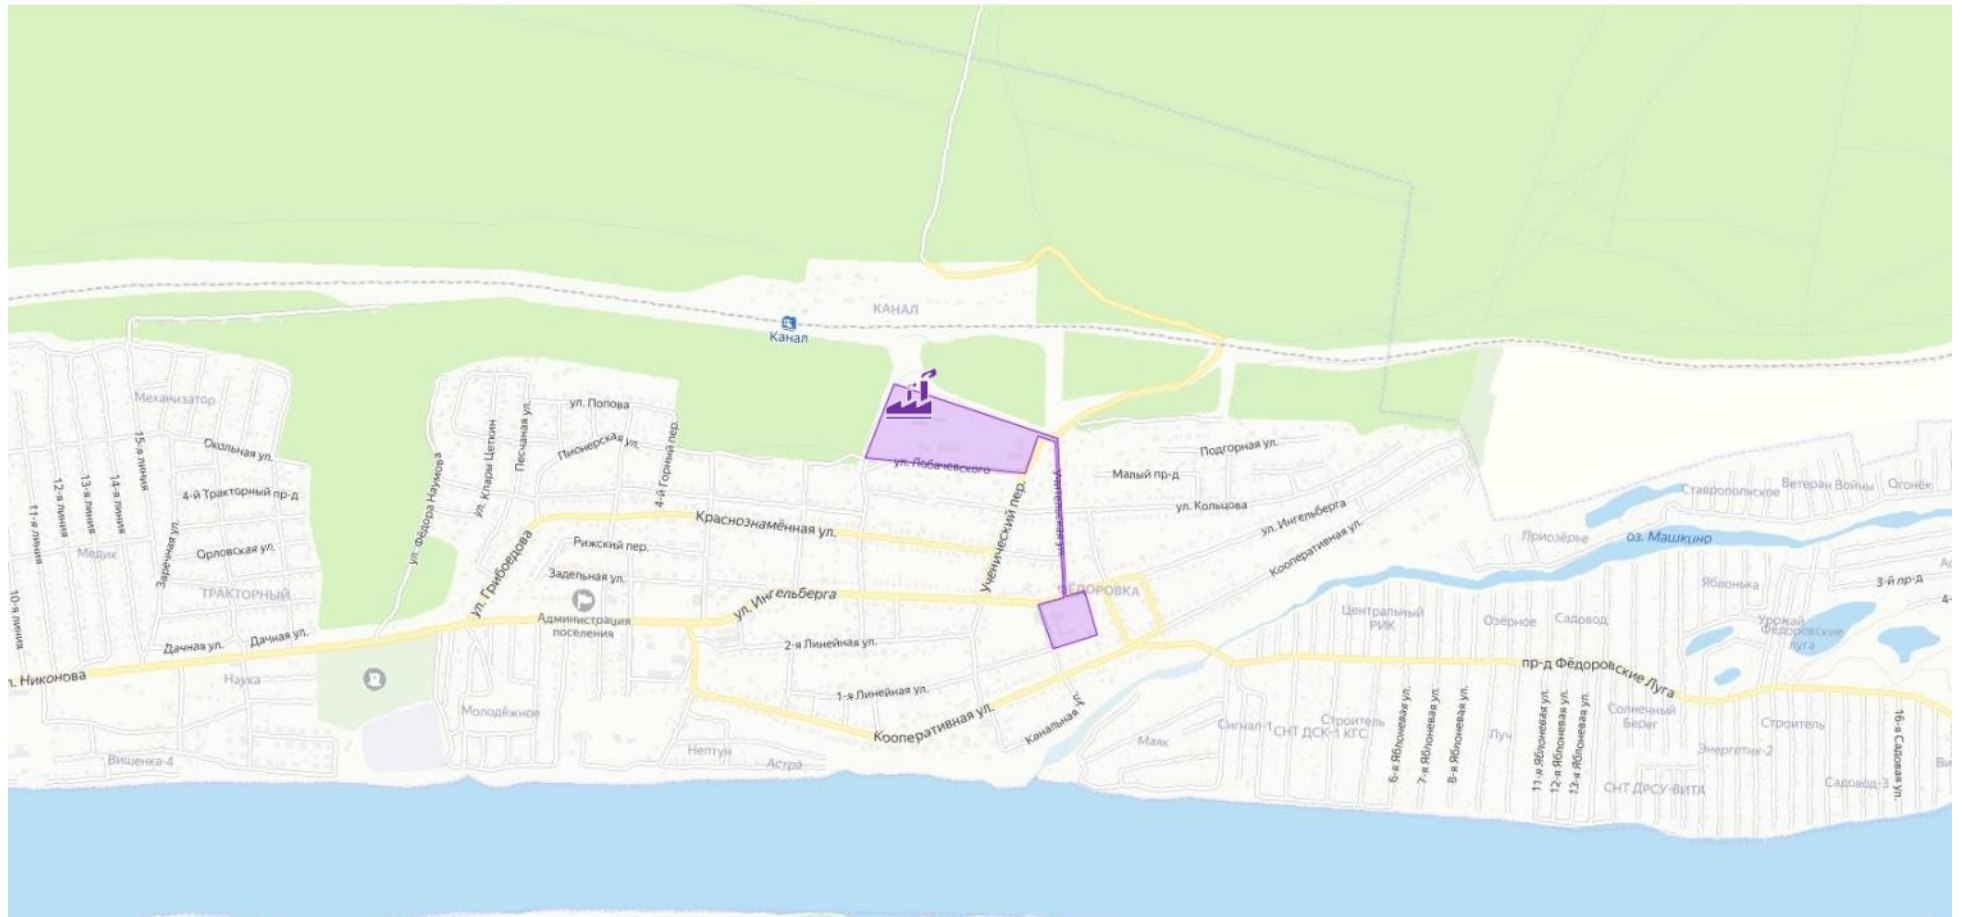 КАНАЛ
Канал
Механизатор
ул. Попова
Пионерская ул.
Песчаная ул.
ул. Клары Цеткин
4-й Горный пер.
Окольная ул.
15-я линия
14-я линия
13-я линия
12-я линия
11-я линия
10-я линия
4-й Тракторный пр-д
ул. Фёдора Наумова
ул. Лобачевского
Учительская ул.
Подгорная ул.
Малый пр-д
ул. Кольцова
ул. Ингельберга
Кооперативная ул.
Ставропольское
Ветеран Войны
Огонёк
Приозёрье
оз. Машкино
Медик
Заречная ул.
Орловская ул.
ТРАКТОРНЫЙ
Краснознамённая ул.
Ученический пер.
Рижский пер.
Задельная ул.
ул. Грибоедова
Администрация
поселения
ул. Ингельберга
ФЁДОРОВКА
Центральный
РИК
Озёрное
Садовод
Яблонька
3-й пр-д
4-
Урожай
Фёдоровские
луга
Дачная ул.
Дачная ул.
2-я Линейная ул.
1-я Линейная ул.
л. Никонова
Наука
Молодёжное
Вишенка-4
Нептун
Астра
Кооперативная ул.
Канальная ул.
Маяк
пр-д Фёдоровские Луга
Сигнал-1
СНТ ДСК-1 КГС
Строитель
6-я Яблоневая ул.
7-я Яблоневая ул.
8-я Яблоневая ул.
Луч
11-я Яблоневая ул.
12-я Яблоневая ул.
13-я Яблоневая ул.
Солнечный
Берег
Строитель
Энергетик-2
СНТ ДРСУ-ВИТА
Садовод-3
16-я Садовая ул.
Ви